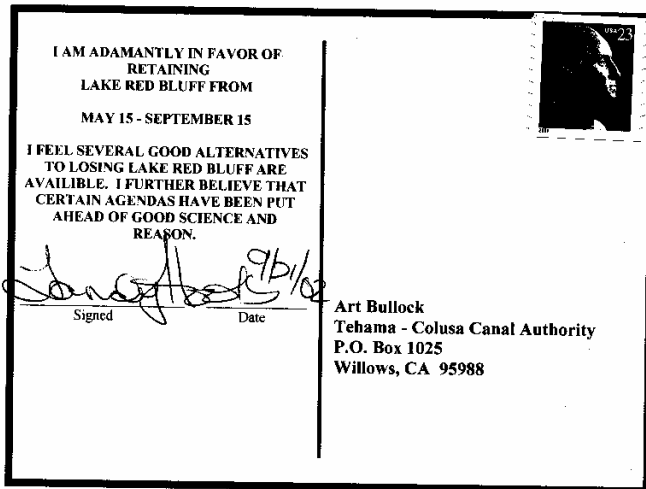 I AM ADAMANTLY IN FAVOR OF
RETAINING
LAKE RED BLUFF FROM
MAY 15 - SEPTEMBER 15
I FEEL SEVERAL GOOD ALTERNATIVES
TO LOSING LAKE RED BLUFF ARE
AVAILIBLE. I FURTHER BELIEVE THAT
CERTAIN AGENDAS HAVE BEEN PUT
AHEAD OF GOOD SCIENCE AND
REASON.
Signed Date
USA 23
Art Bullock
Tehama - Colusa Canal Authority
P.O. Box 1025
Willows, CA 95988